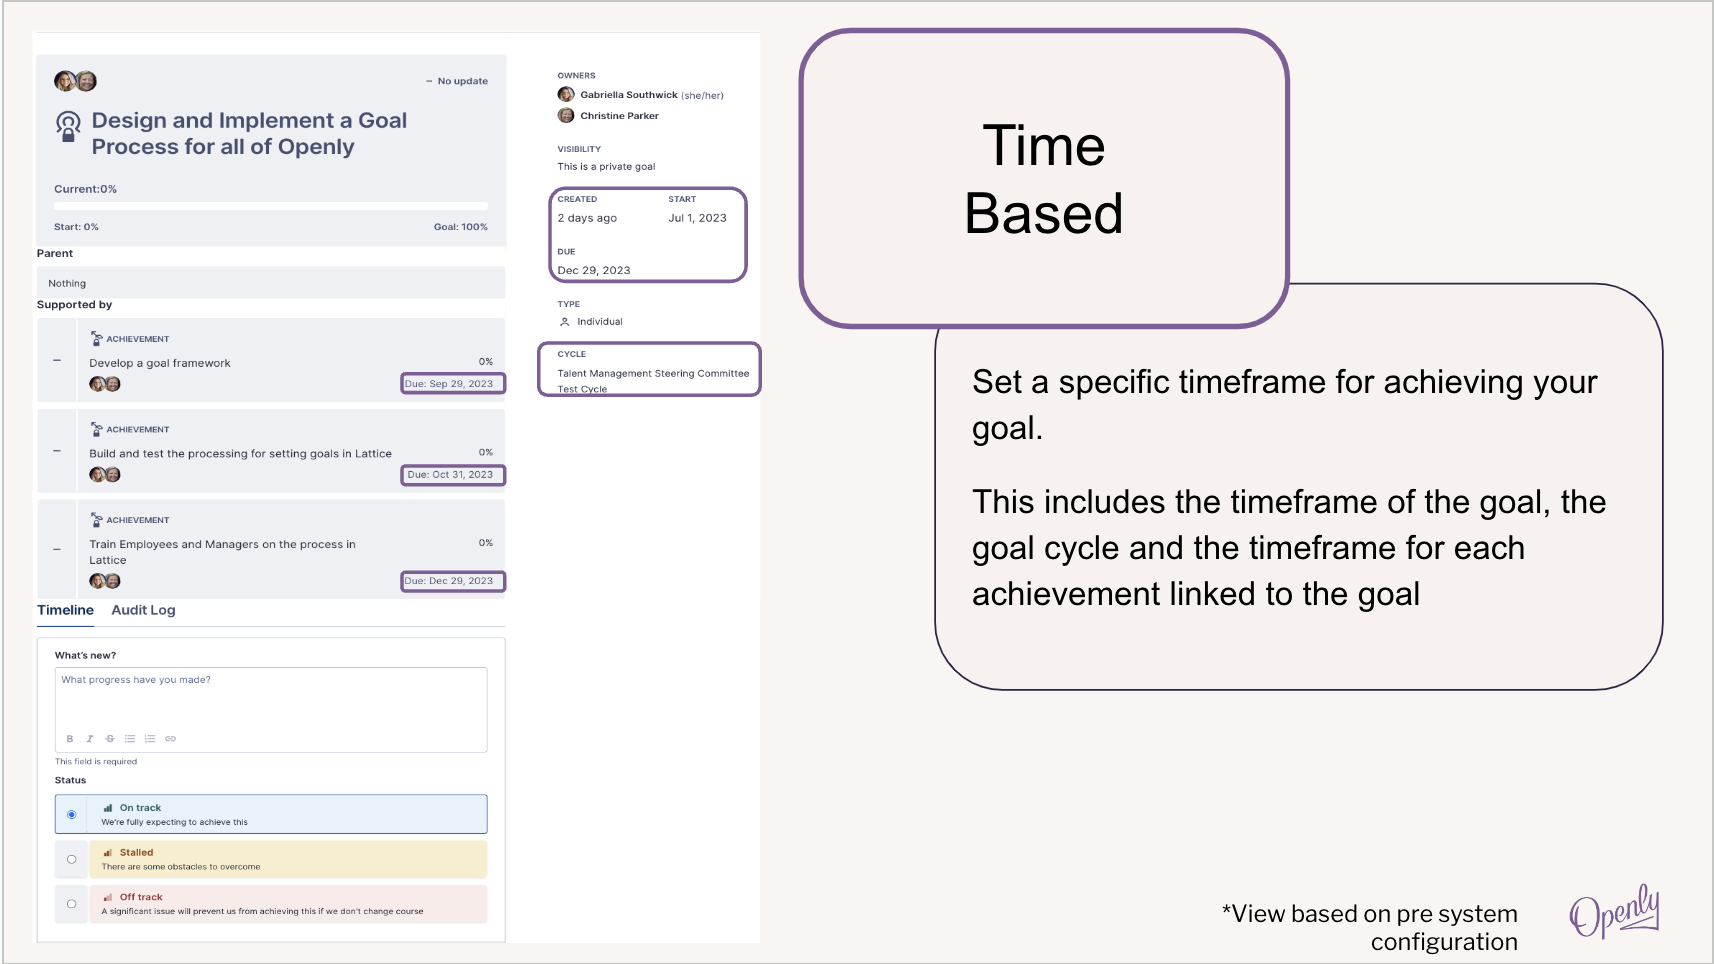 – No update
Design and Implement a Goal
Process for all of Openly
Current:0%
Start: 0% Goal: 100%
Parent
Nothing
Supported by
ACHIEVEMENT
Develop a goal framework 0%
Due: Sep 29, 2023
ACHIEVEMENT
Build and test the processing for setting goals in Lattice 0%
Due: Oct 31, 2023
ACHIEVEMENT
Train Employees and Managers on the process in 0%
Lattice
Due: Dec 29, 2023
Timeline Audit Log
What's new?
What progress have you made?
B I S
This field is required
Status
On track
We're fully expecting to achieve this
Stalled
There are some obstacles to overcome
Off track
A significant issue will prevent us from achieving this if we don't change course
OWNERS
Gabriella Southwick (she/her)
Christine Parker
VISIBILITY
This is a private goal
CREATED START
2 days ago Jul 1, 2023
DUE
Dec 29, 2023
TYPE
Individual
CYCLE
Talent Management Steering Committee
Test Cycle
Time
Based
Set a specific timeframe for achieving your
goal.
This includes the timeframe of the goal, the
goal cycle and the timeframe for each
achievement linked to the goal
*View based on pre system
configuration
Openly